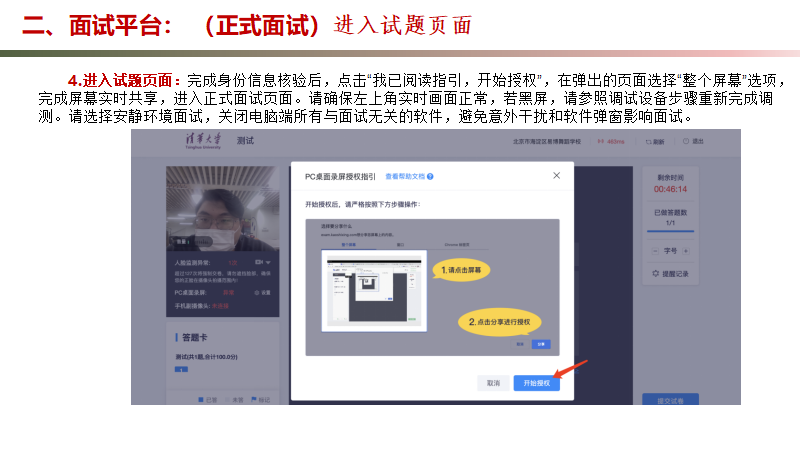 二、面试平台：（正式面试）进入试题页面
4.进入试题页面：完成身份信息核验后，点击“我已阅读指引，开始授权”，在弹出的页面选择“整个屏幕”选项，
完成屏幕实时共享，进入正式面试页面。请确保左上角实时画面正常，若黑屏，请参照调试设备步骤重新完成调
测。请选择安静环境面试，关闭电脑端所有与面试无关的软件，避免意外干扰和软件弹窗影响面试。
清华大学 测试
Tsinghua University
刷新 退出
PC桌面录屏授权指引 查看帮助文档
开始授权后，请严格按照下方步骤操作：
1.请点击屏幕
2.点击分享进行授权
取消 开始授权
人脸监测异常：
PC桌面录屏：
手机副摄像头：
答题卡
测试(共1题,合计100.0分)
剩余时间
00:46:14
已做答题数
1/1
字号
提醒记录
提交试卷